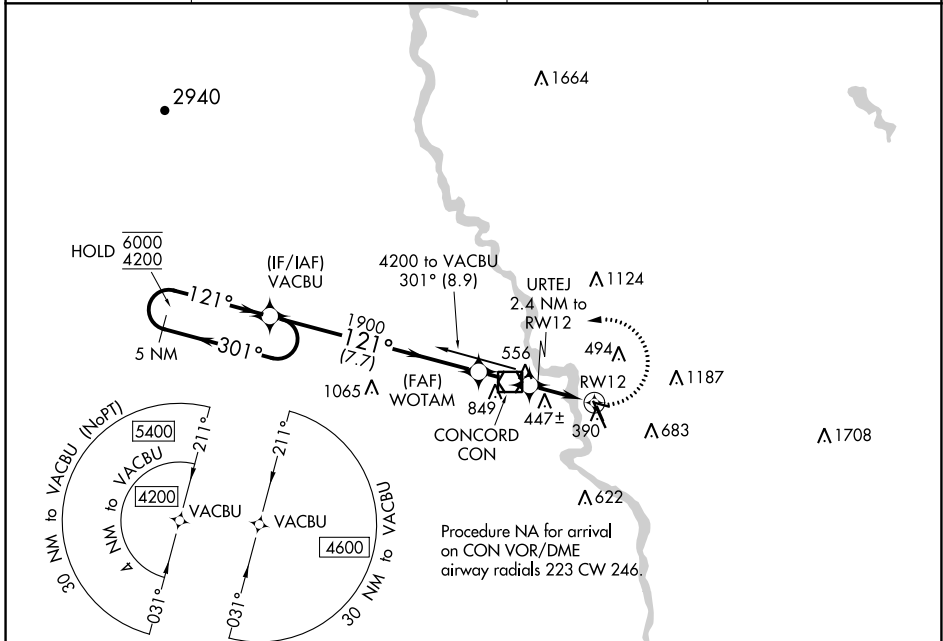 1664
2940
HOLD 6000
4200
(IF/IAF)
VACBU
4200 to VACBU
301° (8.9)
URTEJ
2.4 NM to
RW12
1124
121°
301°
5 NM
1900
121°
(7.7)
1065
(FAF)
WOTAM
556
494
RW12
1187
849
447±
390
683
1708
CONCORD
CON
622
30 NM to VACBU (NoPT)
5400
211°
4 NM to VACBU
4200
VACBU
031°
211°
VACBU
4600
30 NM to VACBU
031°
Procedure NA for arrival
on CON VOR/DME
airway radials 223 CW 246.